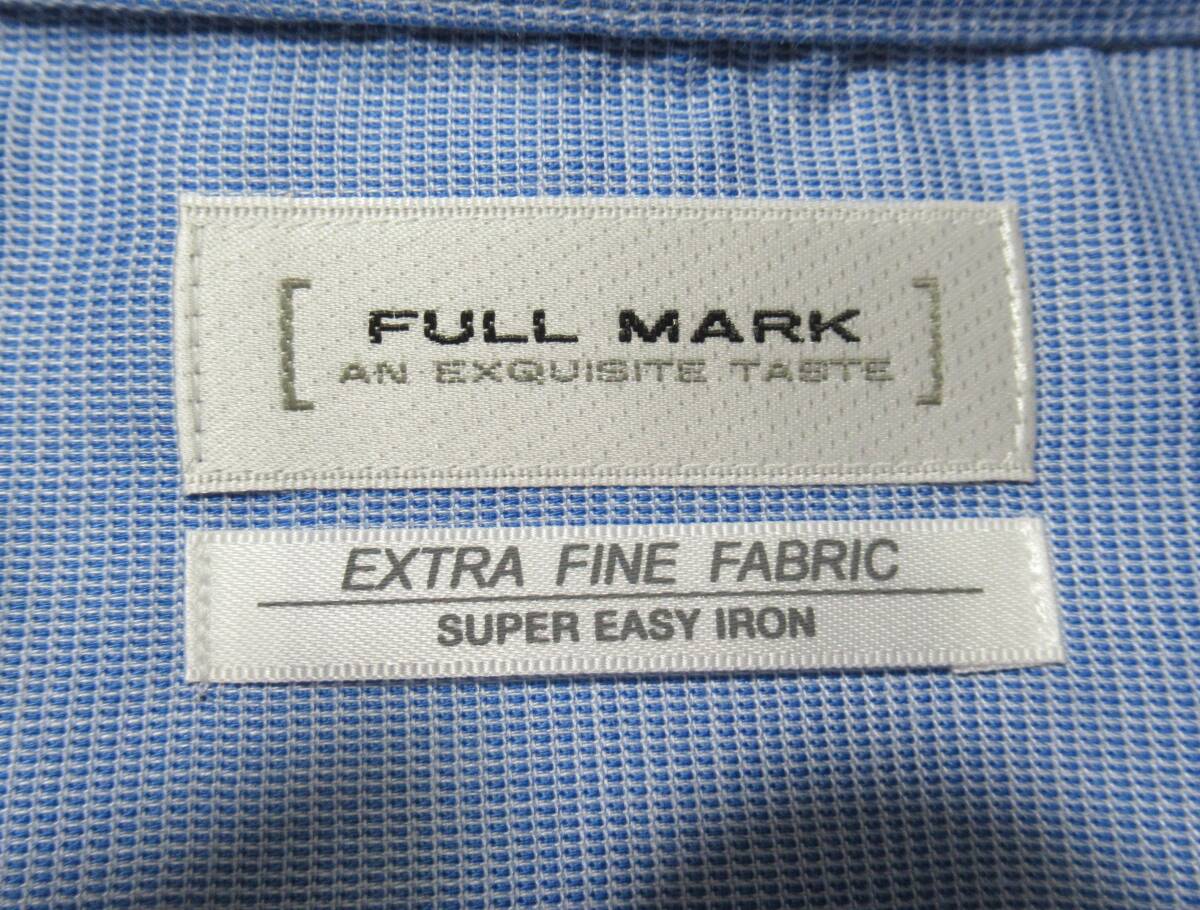 [ FULL MARK ]
AN EXQUISITE TASTE
EXTRA FINE FABRIC
SUPER EASY IRON